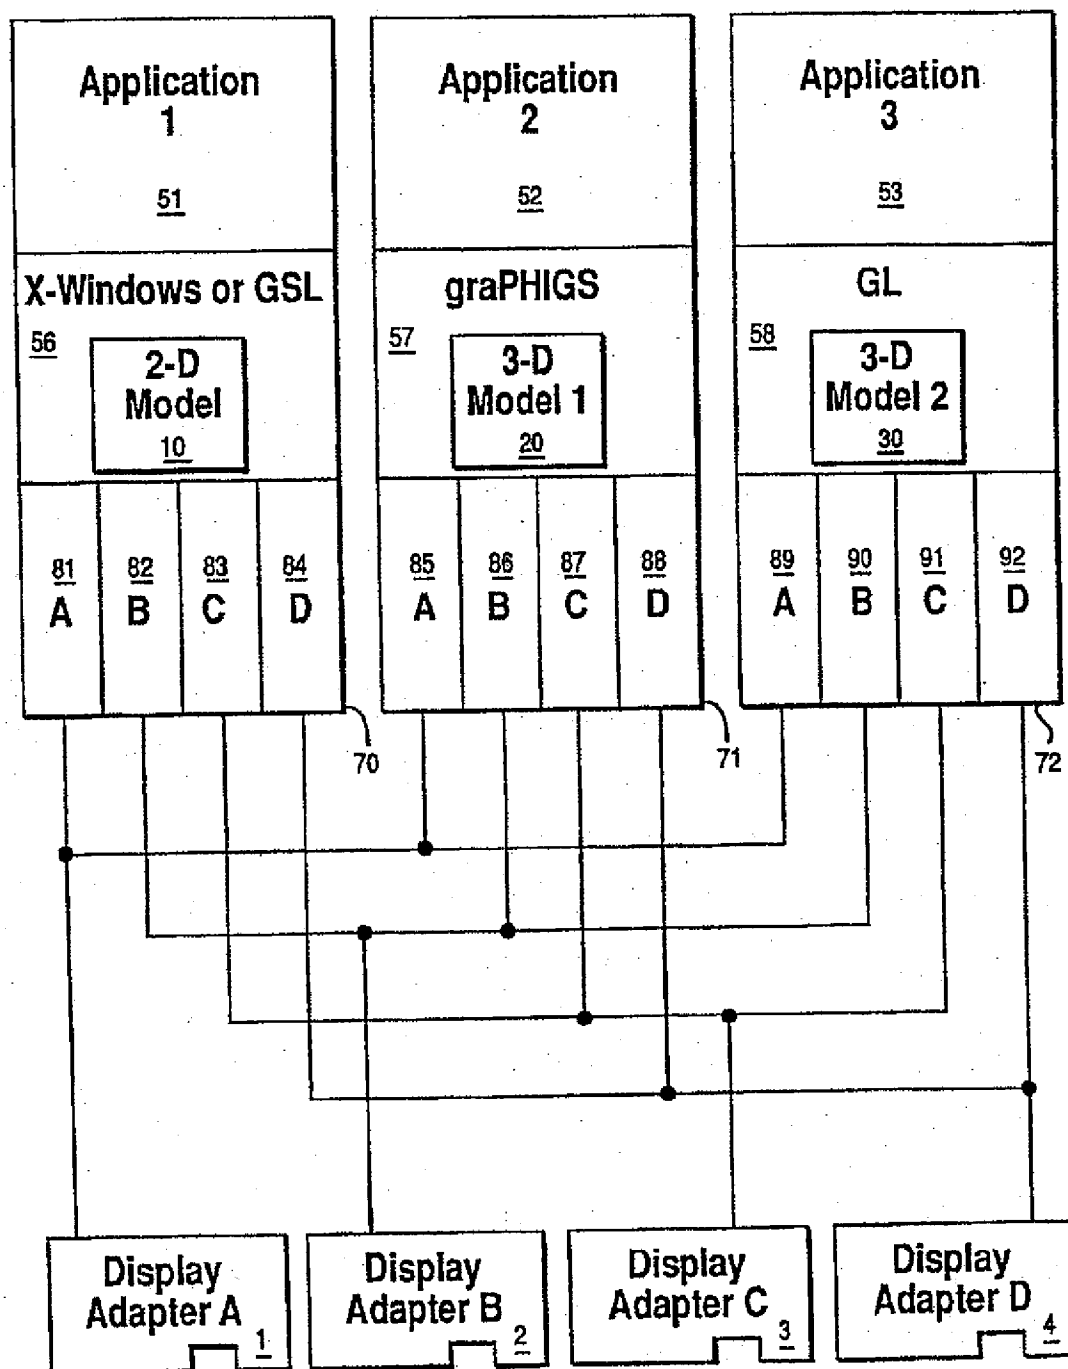 Application
1
51
X-Windows or GSL
56
2-D
Model
10
81
A
82
B
83
C
84
D
70
Application
2
52
graPHIGS
57
3-D
Model 1
20
85
A
86
B
87
C
88
D
71
Application
3
53
GL
58
3-D
Model 2
30
89
A
90
B
91
C
92
D
72
Display
Adapter A
1
Display
Adapter B
2
Display
Adapter C
3
Display
Adapter D
4